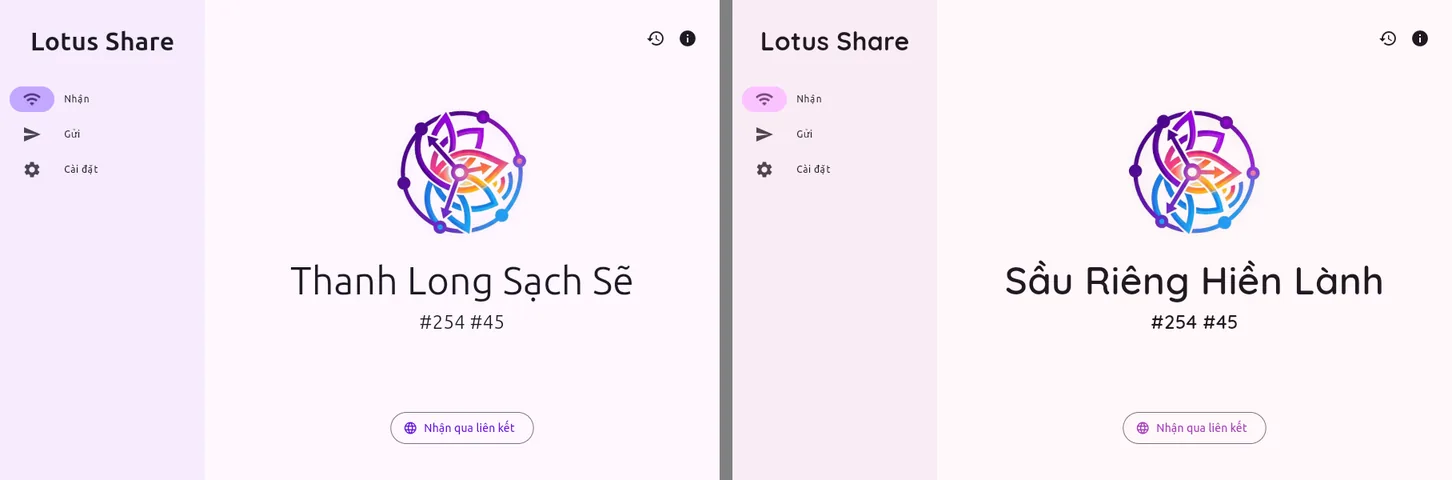 Lotus Share
Nhận
Gửi
Cài đặt
Thanh Long Sạch Sẽ
#254 #45
Nhận qua liên kết
Lotus Share
Nhận
Gửi
Cài đặt
Sầu Riêng Hiền Lành
#254 #45
Nhận qua liên kết